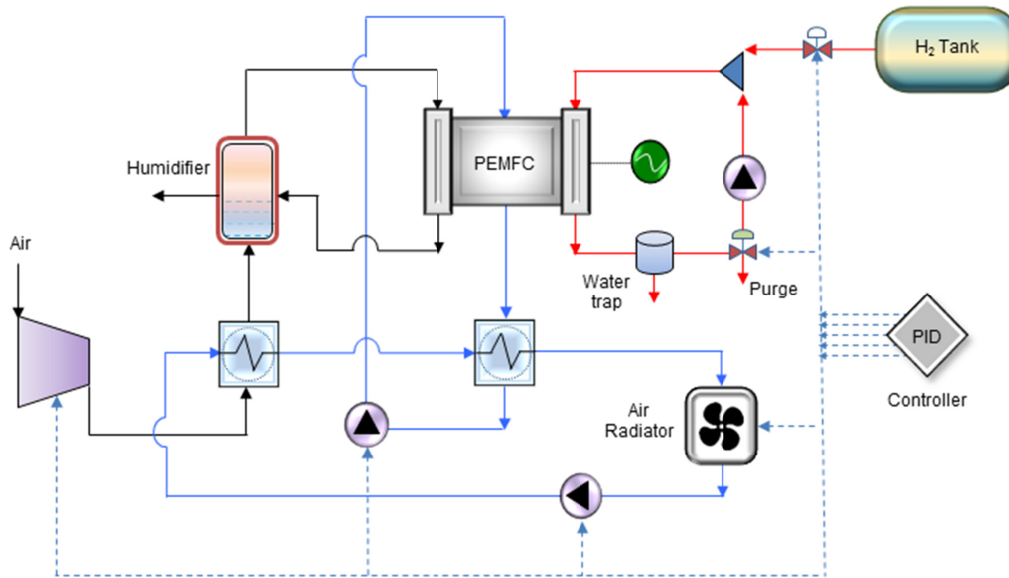 H2 Tank
Humidifier
PEMFC
Air
Water
trap
Purge
PID
Controller
Air
Radiator